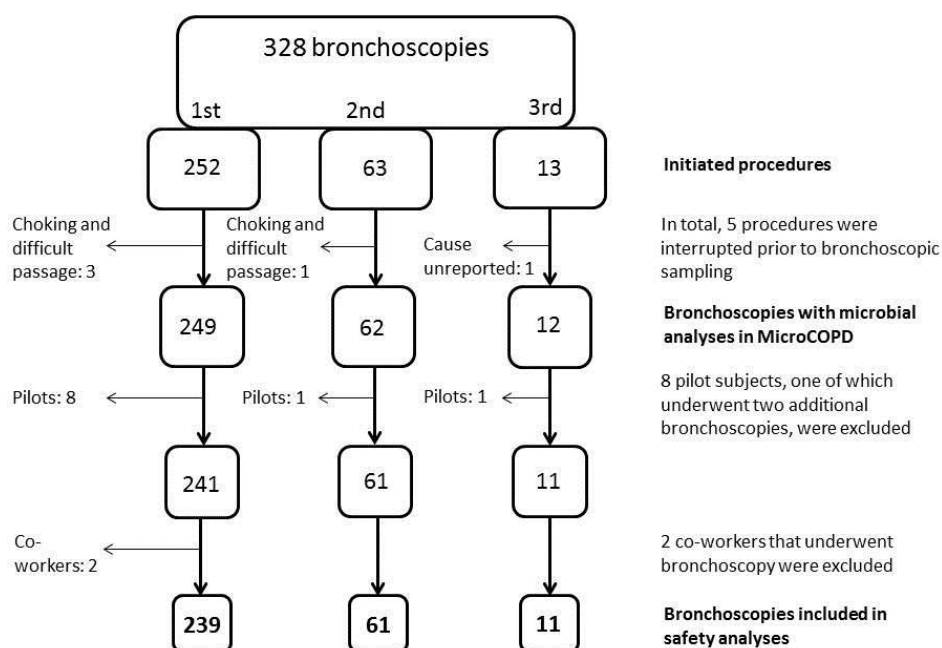 328 bronchoscopies
1st 2nd 3rd
252 63 13
Initiated procedures
Choking and
difficult
passage: 3
Choking and
difficult
passage: 1
Cause
unreported: 1
In total, 5 procedures were
interrupted prior to bronchoscopic
sampling
249 62 12
Bronchoscopies with microbial
analyses in MicroCOPD
Pilots: 8 Pilots: 1 Pilots: 1
8 pilot subjects, one of which
underwent two additional
bronchoscopies, were excluded
241 61 11
Co-
workers: 2
2 co-workers that underwent
bronchoscopy were excluded
239 61 11
Bronchoscopies included in
safety analyses